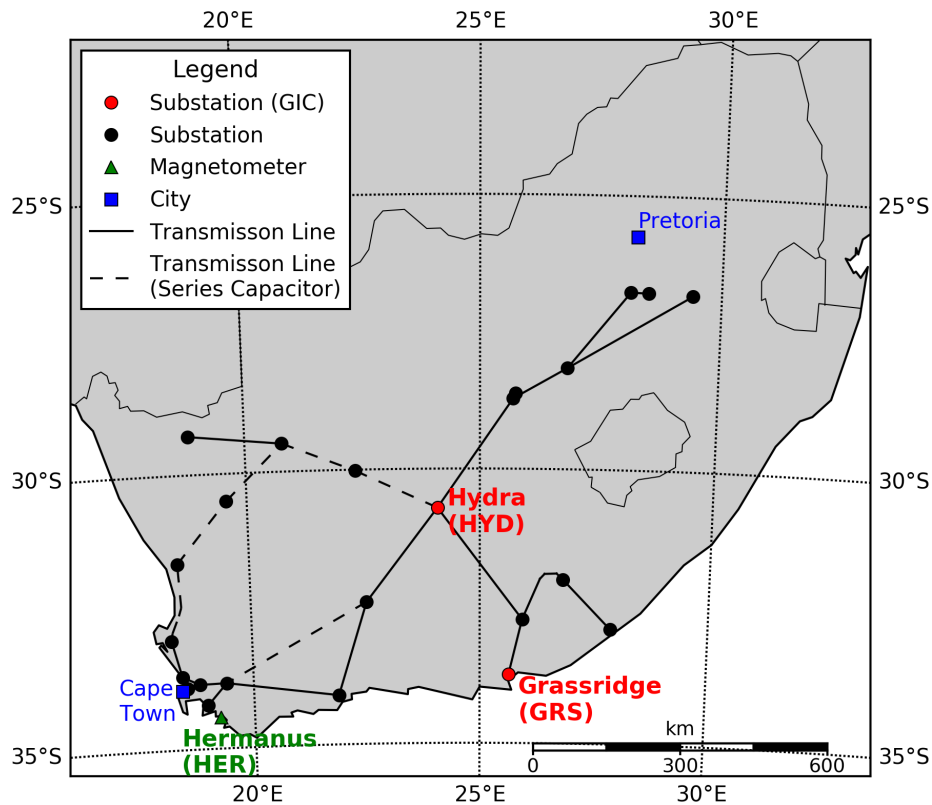 20°E 25°E 30°E
Legend
Substation (GIC)
Substation
Magnetometer
City
Transmisson Line
Transmisson Line
(Series Capacitor)
25°S
25°S
Pretoria
30°S
30°S
Hydra
(HYD)
Cape
Town
Grassridge
(GRS)
Hermanus
(HER)
km
0 300 600
35°S
35°S
20°E 25°E 30°E